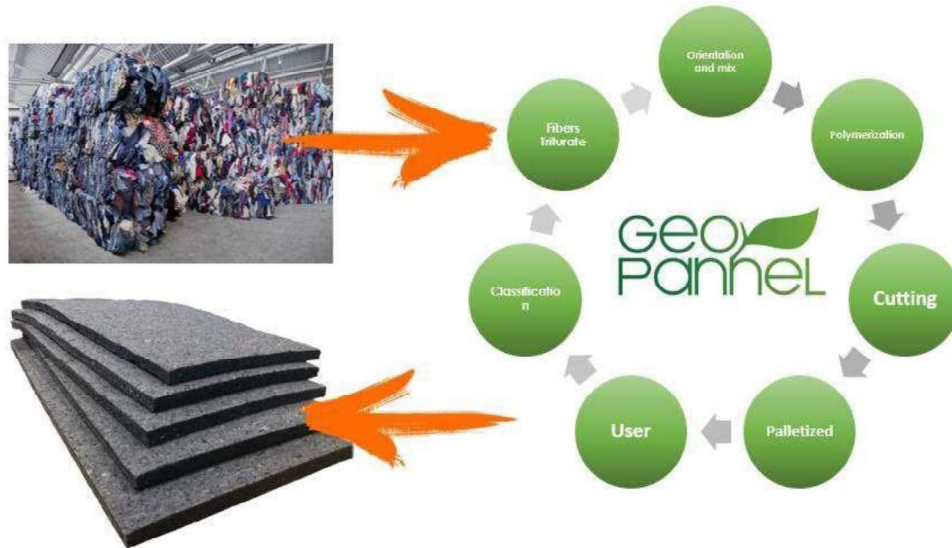 Orientation
and mix
Fibers
Triturate
Polymerization
GEO
PANNEL
Classificatio
n
Cutting
User
Palletized